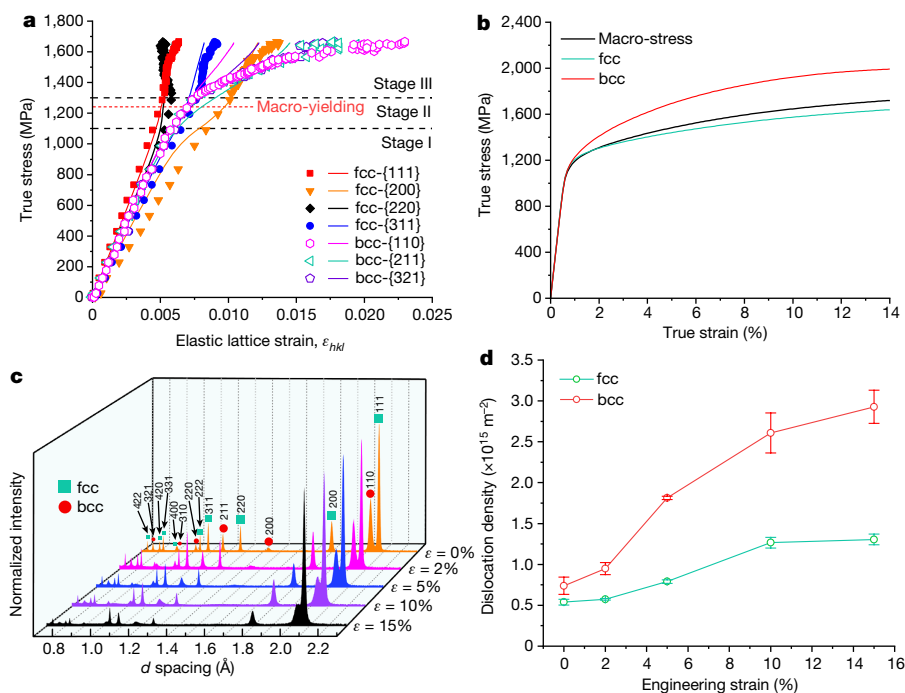 a
1,800
1,600
1,400
1,200
1,000
800
600
400
200
0
True stress (MPa)
Stage III
Macro-yielding
Stage II
Stage I
fcc-{111}
fcc-{200}
fcc-{220}
fcc-{311}
bcc-{110}
bcc-{211}
bcc-{321}
0 0.005 0.010 0.015 0.020 0.025
Elastic lattice strain, εhkl
b
2,400
2,000
1,600
1,200
800
400
0
True stress (MPa)
Macro-stress
fcc
bcc
0 2 4 6 8 10 12 14
True strain (%)
c
Normalized intensity
fcc
bcc
422
321
420
331
400
310
220
222
311
211
220
200
200
110
111
ε = 0%
ε = 2%
ε = 5%
ε = 10%
ε = 15%
0.8 1.0 1.2 1.4 1.6 1.8 2.0 2.2
d spacing (Å)
d
3.5
3.0
2.5
2.0
1.5
1.0
0.5
0
Dislocation density (×10¹⁵ m⁻²)
fcc
bcc
0 2 4 6 8 10 12 14 16
Engineering strain (%)